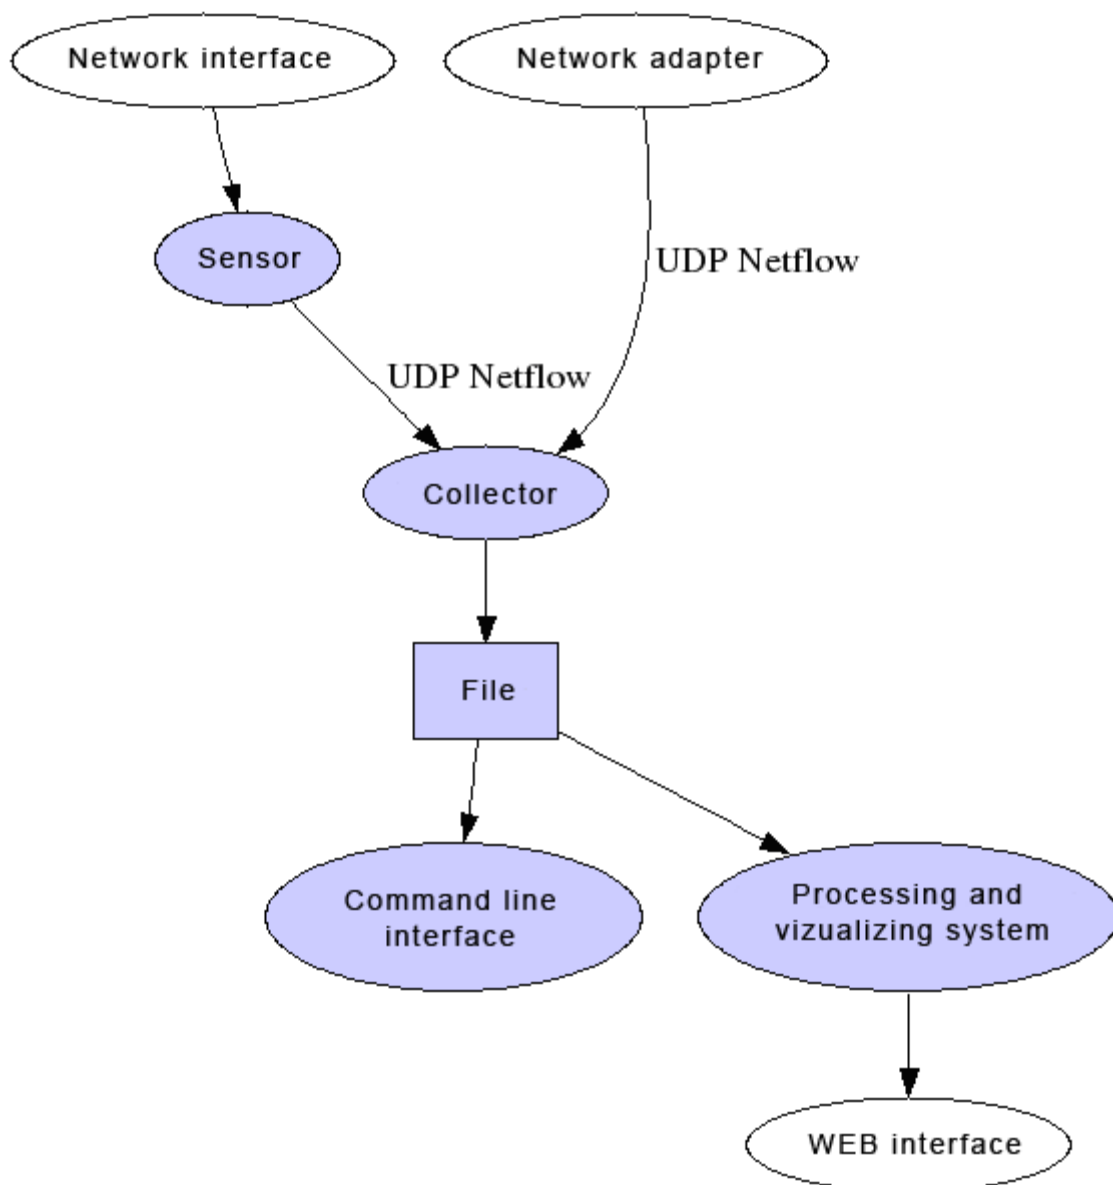 Network interface
Network adapter
Sensor
UDP Netflow
UDP Netflow
Collector
File
Command line
interface
Processing and
vizualizing system
WEB interface